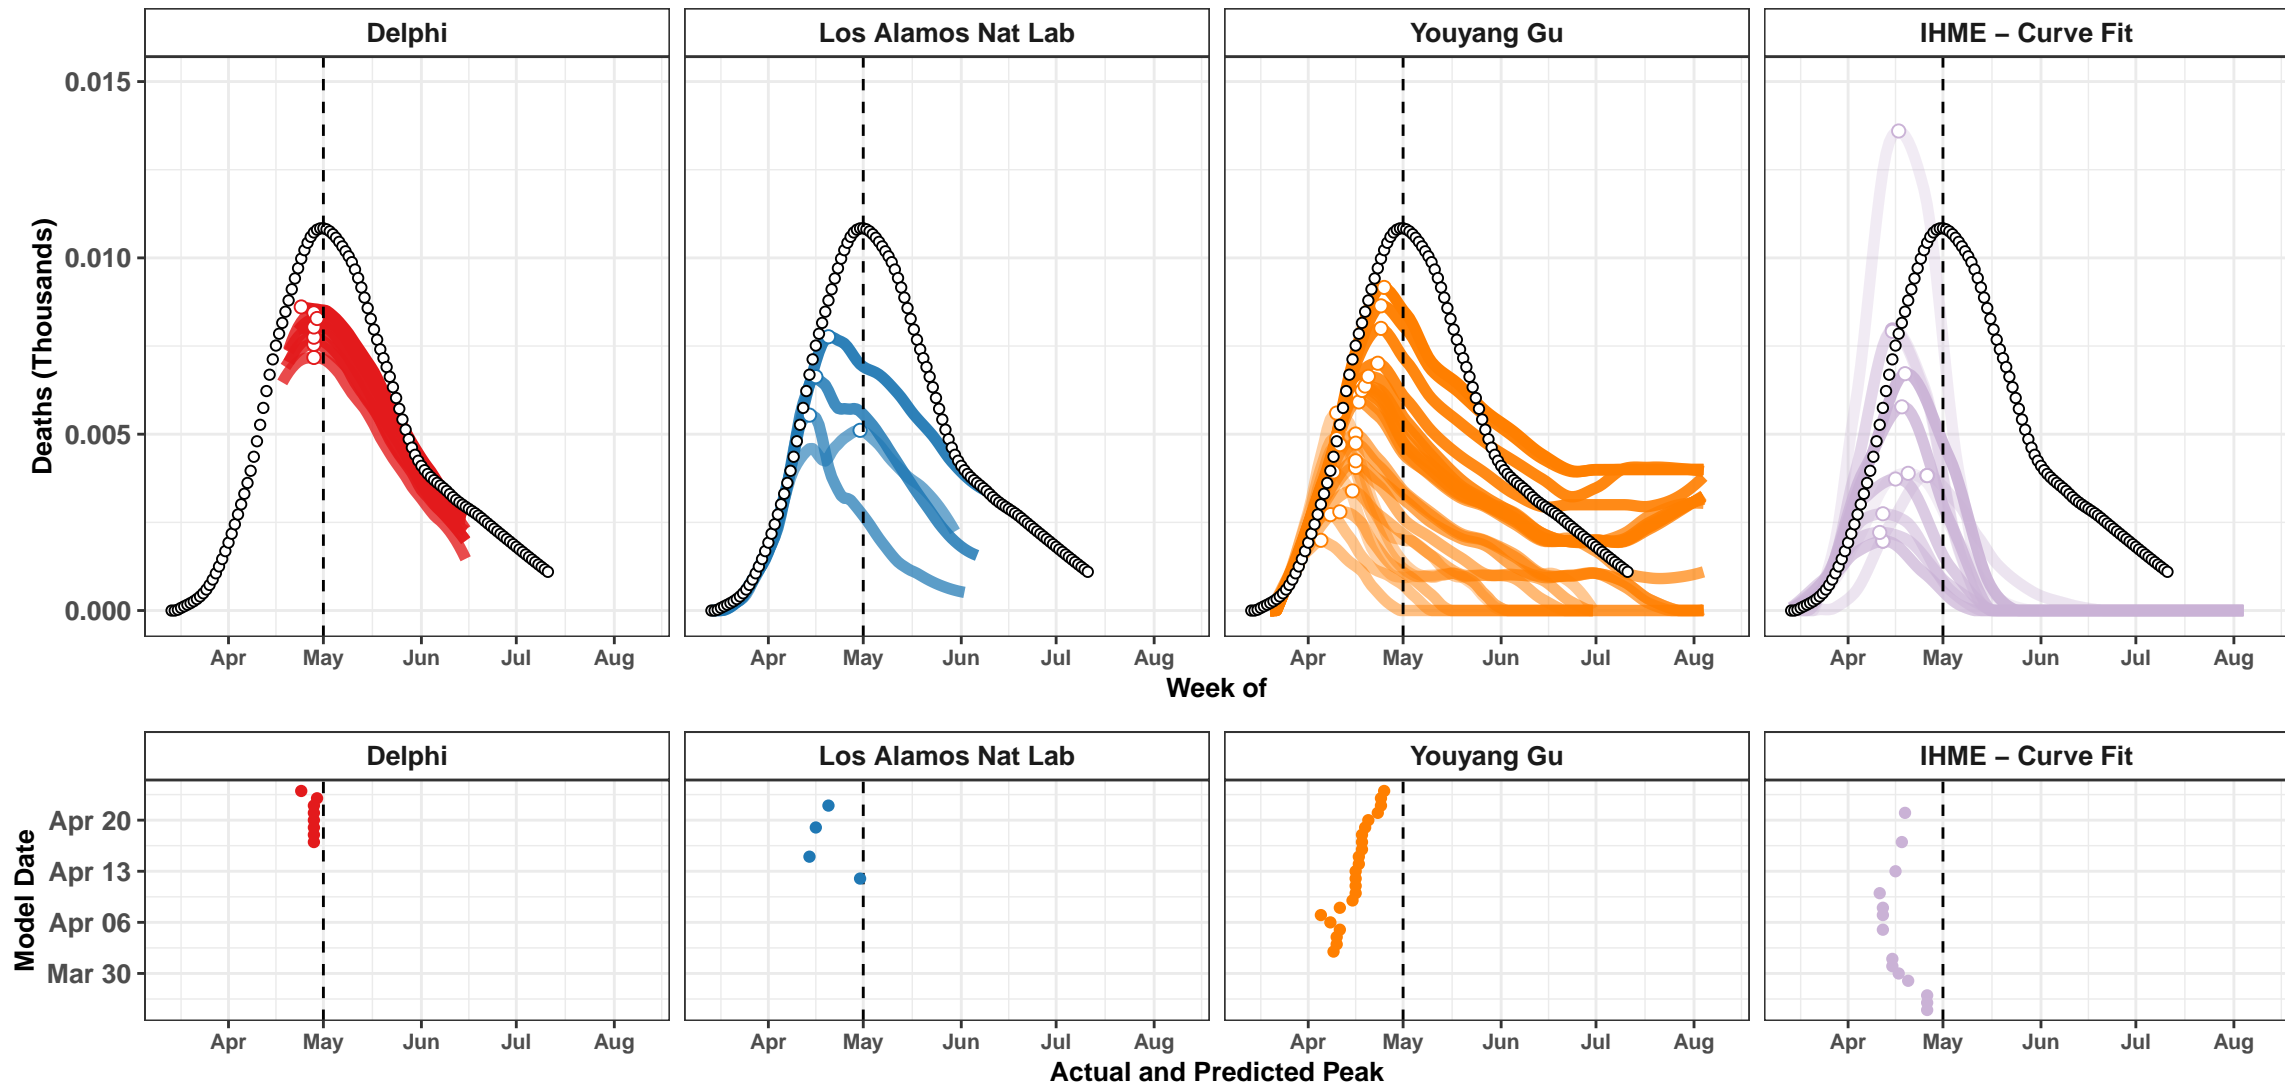 Delphi Los Alamos Nat Lab Youyang Gu IHME – Curve Fit
Deaths (Thousands)
0.015
0.010
0.005
0.000
Apr May Jun Jul Aug Apr May Jun Jul Aug Apr May Jun Jul Aug Apr May Jun Jul Aug
Week of
Delphi Los Alamos Nat Lab Youyang Gu IHME – Curve Fit
Model Date
Apr 20
Apr 13
Apr 06
Mar 30
Apr May Jun Jul Aug Apr May Jun Jul Aug Apr May Jun Jul Aug Apr May Jun Jul Aug
Actual and Predicted Peak